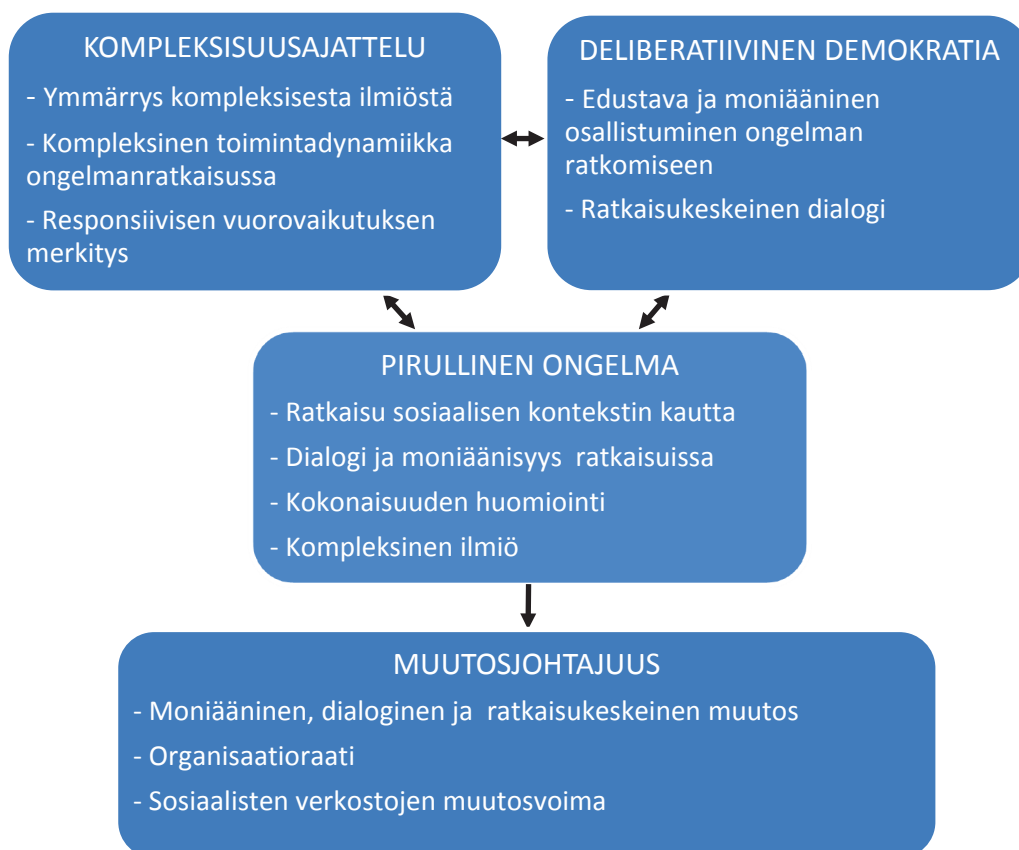 KOMPLEKSISUUSAJATTELU
- Ymmärrys kompleksisesta ilmiöstä
- Kompleksinen toimintadynamiikka
ongelmanratkaisussa
- Responsiivisen vuorovaikutuksen
merkitys
DELIBERATIIVINEN DEMOKRATIA
- Edustava ja moniääninen
osallistuminen ongelman
ratkomiseen
- Ratkaisukeskeinen dialogi
PIRULLINEN ONGELMA
- Ratkaisu sosiaalisen kontekstin kautta
- Dialogi ja moniäänisyys ratkaisuissa
- Kokonaisuuden huomiointi
- Kompleksinen ilmiö
MUUTOSJOHTAJUUS
- Moniääninen, dialoginen ja ratkaisukeskeinen muutos
- Organisaatioraati
- Sosiaalisten verkostojen muutosvoima